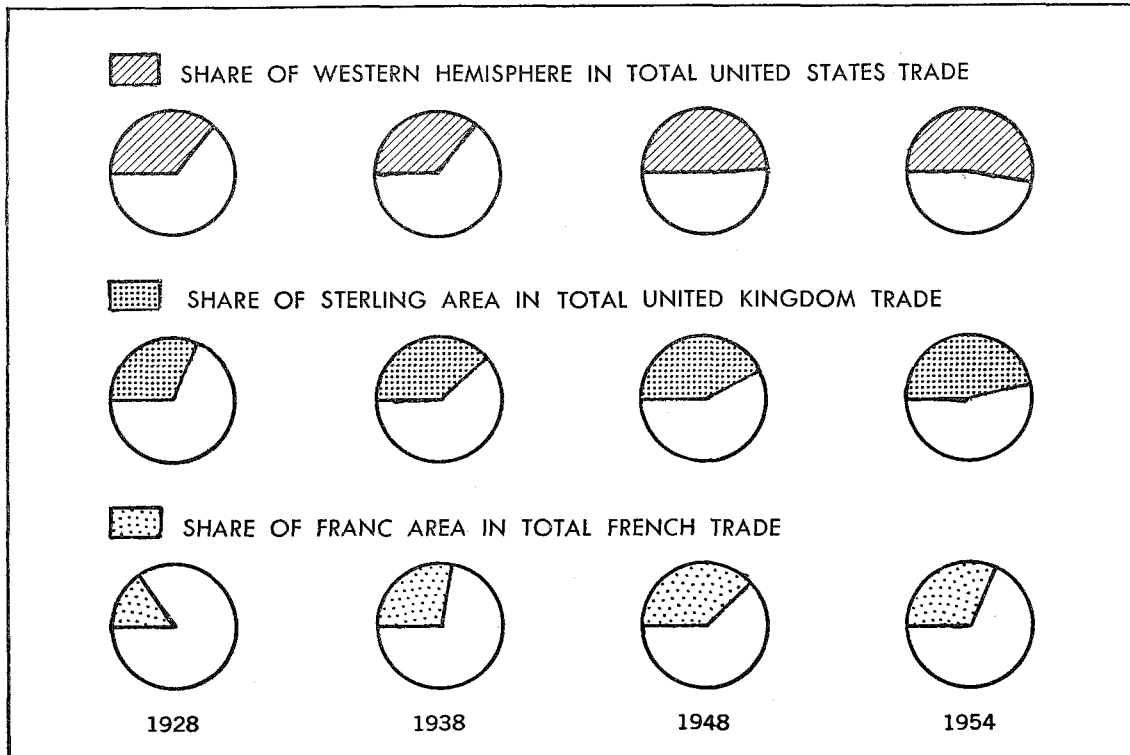 SHARE OF WESTERN HEMISPHERE IN TOTAL UNITED STATES TRADE
SHARE OF STERLING AREA IN TOTAL UNITED KINGDOM TRADE
SHARE OF FRANC AREA IN TOTAL FRENCH TRADE
1928 1938 1948 1954